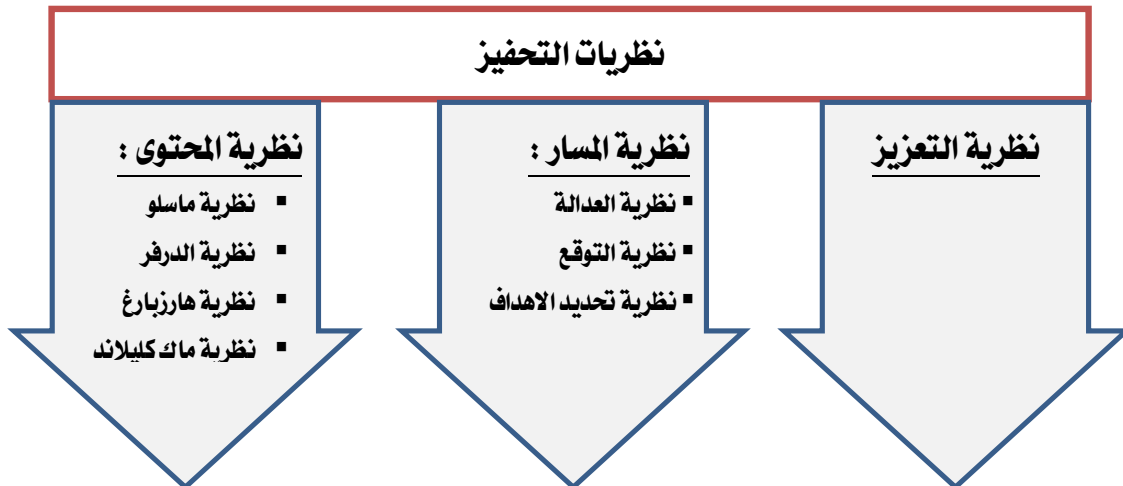 نظريات التحفيز
نظرية التعزيز
نظرية المسار :
▪ نظرية العدالة
▪ نظرية التوقع
▪ نظرية تحديد الاهداف
نظرية المحتوى :
▪ نظرية ماسلو
▪ نظرية الدرفر
▪ نظرية هارزبارغ
▪ نظرية ماك كليلاند